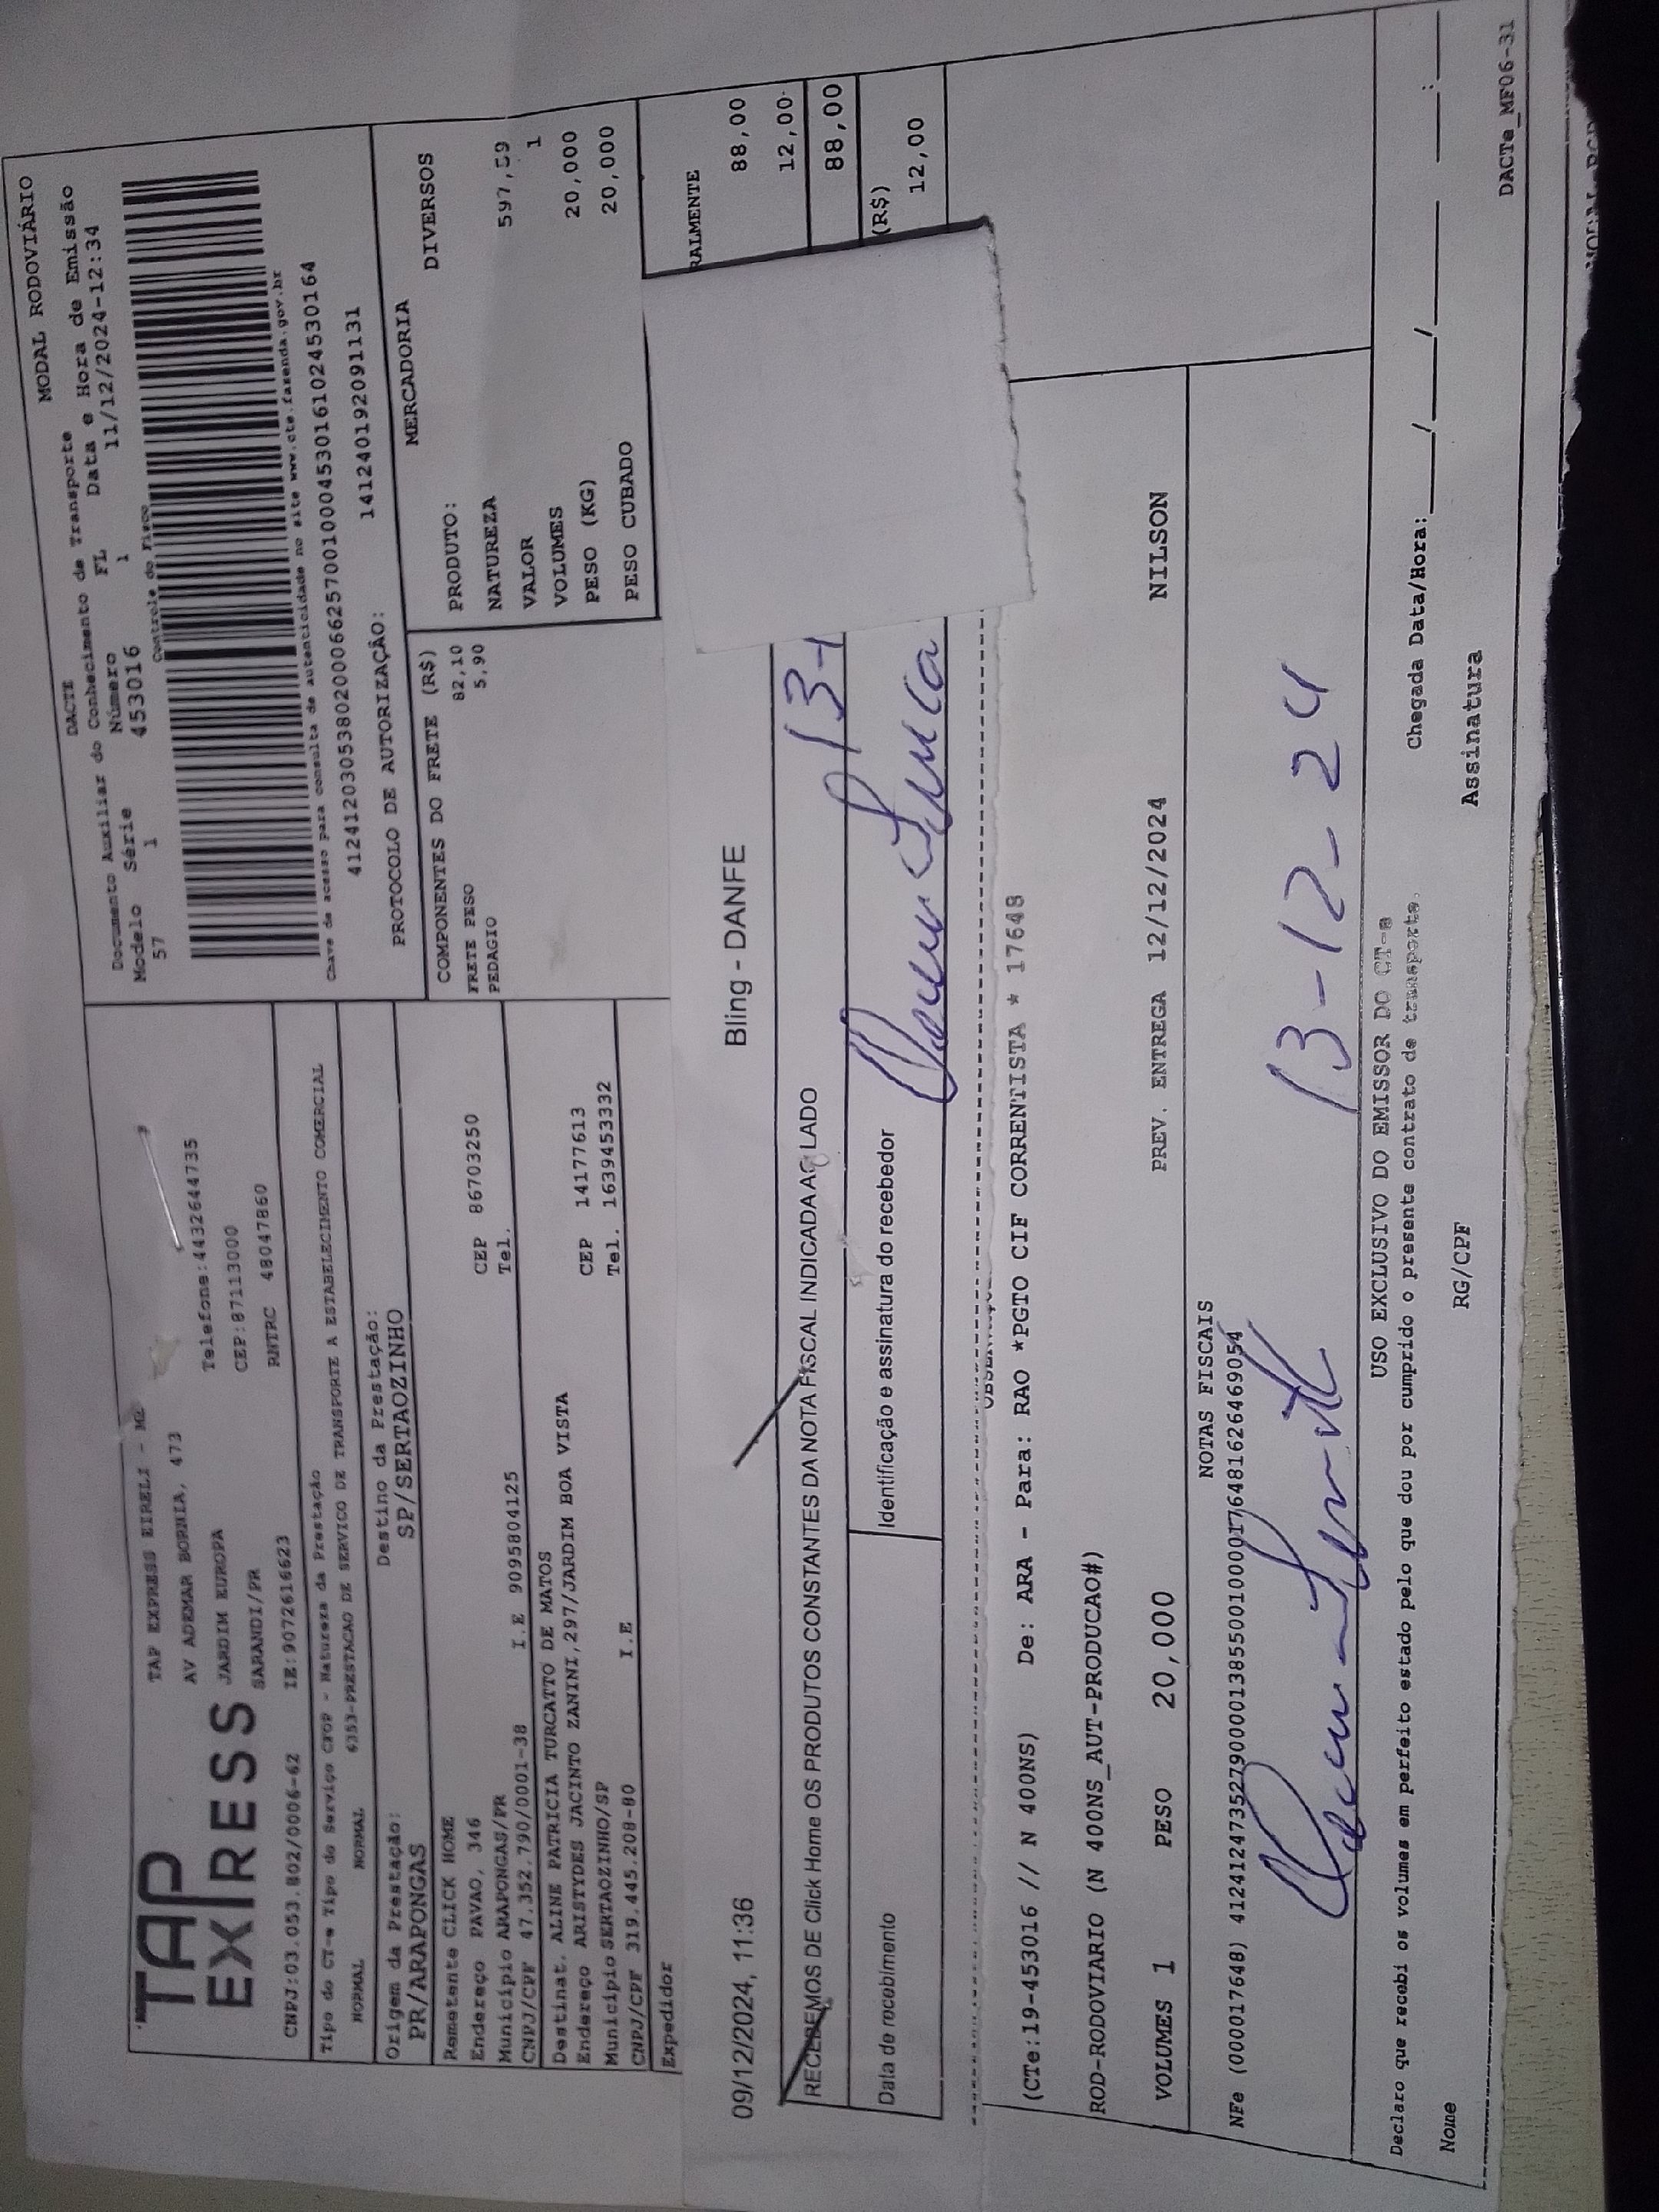 TAP EXPRESS
TAP EXPRESS EIRELI - ME
AV ADEMAR BORNIA, 473
JARDIM EUROPA
SARANDI/PR
Telefone:4432644735
CEP:87113000
RNTRC 48047860
CNPJ:03.053.802/0006-62 IE:9072616623
Tipo do CT-e Tipo do Serviço CFOP - Natureza da Prestação
NORMAL NORMAL 6353-PRESTACAO DE SERVICO DE TRANSPORTE A ESTABELECIMENTO COMERCIAL
Origem da Prestação: Destino da Prestação:
PR/ARAPONGAS SP/SERTAOZINHO
Remetente CLICK HOME
Endereço PAVAO, 346 CEP 86703250
Município ARAPONGAS/PR Tel.
CNPJ/CPF 47.352.790/0001-38 I.E 9095804125
Destinat. ALINE PATRICIA TURCATTO DE MATOS
Endereço ARISTYDES JACINTO ZANINI,297/JARDIM BOA VISTA CEP 14177613
Município SERTAOZINHO/SP Tel. 1639453332
CNPJ/CPF 319.445.208-80 I.E
Expedidor
MODAL RODOVIÁRIO
DACTE
Documento Auxiliar do Conhecimento de Transporte
Modelo Série Número FL Data e Hora de Emissão
57 1 453016 1 11/12/2024-12:34
Controle do Fisco
Chave de acesso para consulta de autenticidade no site www.cte.fazenda.gov.br
41241203053802000662570010004530161024530164
PROTOCOLO DE AUTORIZAÇÃO: 141240192091131
COMPONENTES DO FRETE (R$)
FRETE PESO 82,10
PEDAGIO 5,90
MERCADORIA
PRODUTO: DIVERSOS
NATUREZA
VALOR 597,59
VOLUMES 1
PESO (KG) 20,000
PESO CUBADO 20,000
RALMENTE
88,00
12,00
88,00
(R$)
12,00
09/12/2024, 11:36 Bling - DANFE
RECEBEMOS DE Click Home OS PRODUTOS CONSTANTES DA NOTA FISCAL INDICADA AO LADO
13-
Data de recebimento Identificação e assinatura do recebedor
(CTe:19-453016 // N 400NS) De: ARA - Para: RAO *PGTO CIF CORRENTISTA * 17648
ROD-RODOVIARIO (N 400NS_AUT-PRODUCAO#)
VOLUMES 1 PESO 20,000 PREV. ENTREGA 12/12/2024 NILSON
NOTAS FISCAIS
NFe (000017648) 41241247352790000138550010000176481626469054
13-12-24
USO EXCLUSIVO DO EMISSOR DO CT-e
Declaro que recebi os volumes em perfeito estado pelo que dou por cumprido o presente contrato de transporte.
Chegada Data/Hora:____/____/____ ___:___
Nome RG/CPF Assinatura
DACTe_MF06-31